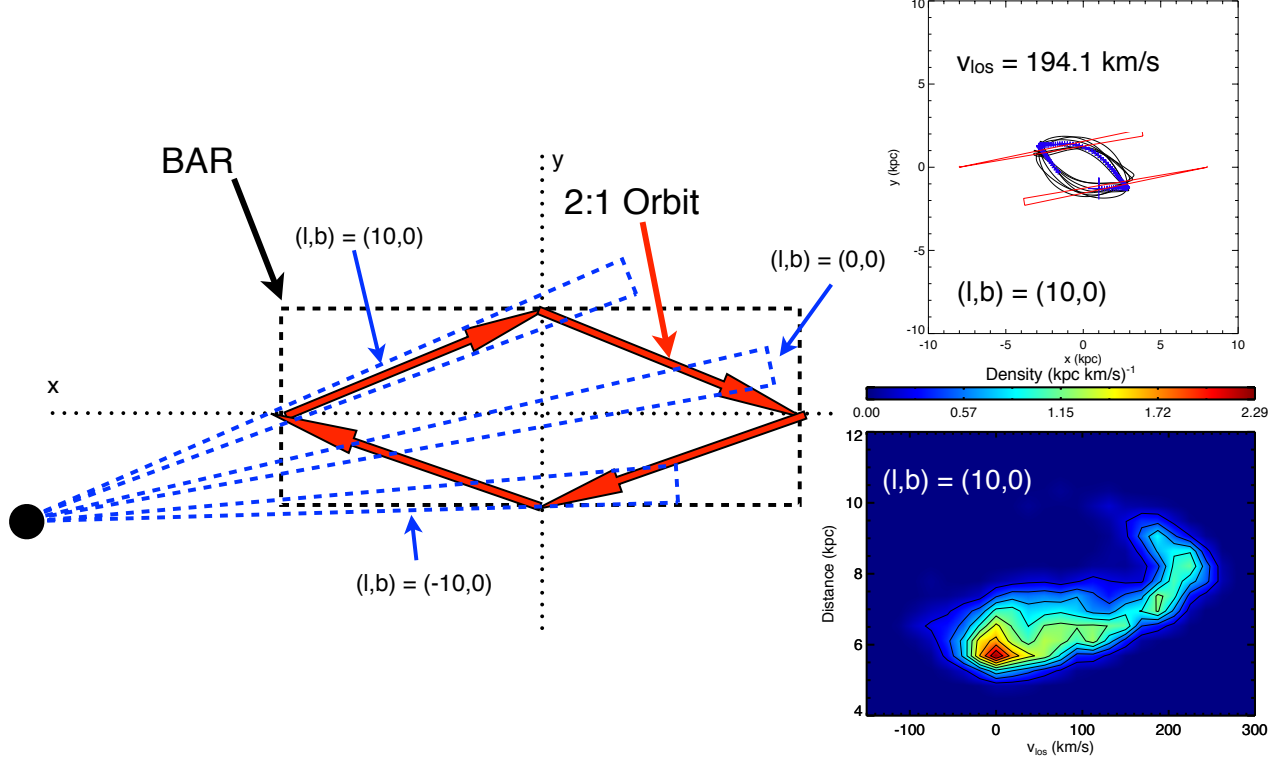 BAR
y
2:1 Orbit
(l,b) = (10,0)
(l,b) = (0,0)
x
(l,b) = (-10,0)
10
5
0
-5
-10
y (kpc)
v_los = 194.1 km/s
(l,b) = (10,0)
-10 -5 0 5 10
x (kpc)
Density (kpc km/s)^-1
0.00 0.57 1.15 1.72 2.29
12
10
8
6
4
Distance (kpc)
(l,b) = (10,0)
-100 0 100 200 300
v_los (km/s)